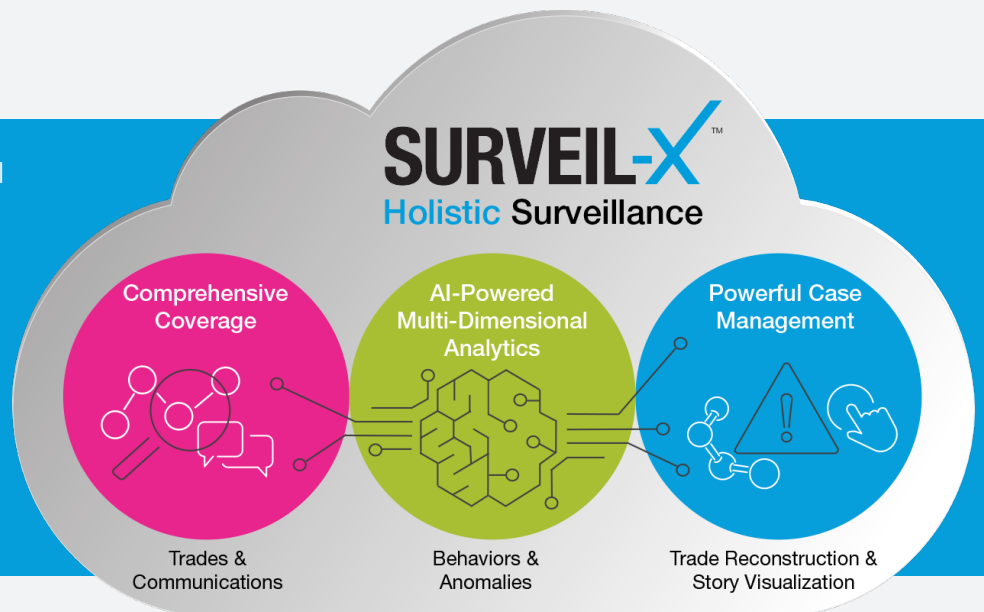 SURVEIL-X™
Holistic Surveillance
Comprehensive
Coverage
AI-Powered
Multi-Dimensional
Analytics
Powerful Case
Management
Trades &
Communications
Behaviors &
Anomalies
Trade Reconstruction &
Story Visualization